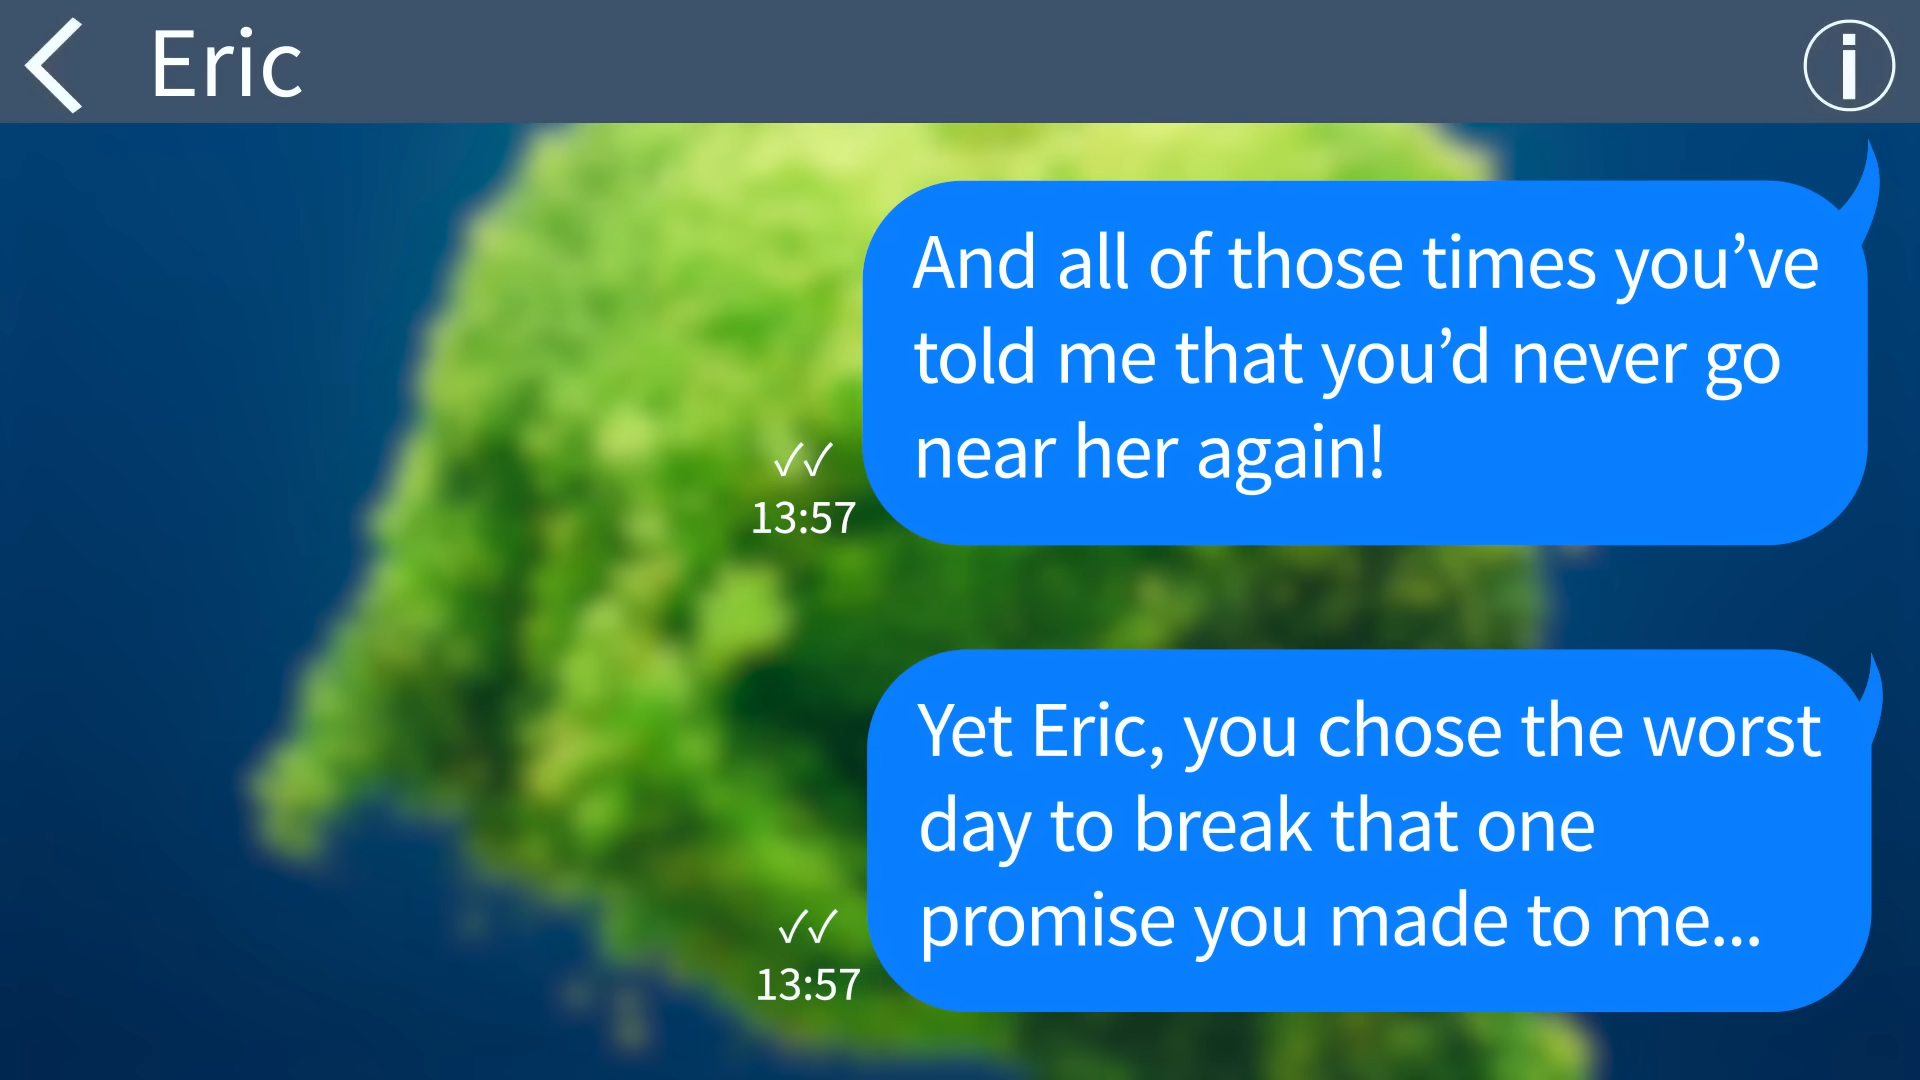 Eric
And all of those times you’ve
told me that you’d never go
near her again!
✓✓
13:57
Yet Eric, you chose the worst
day to break that one
promise you made to me...
✓✓
13:57